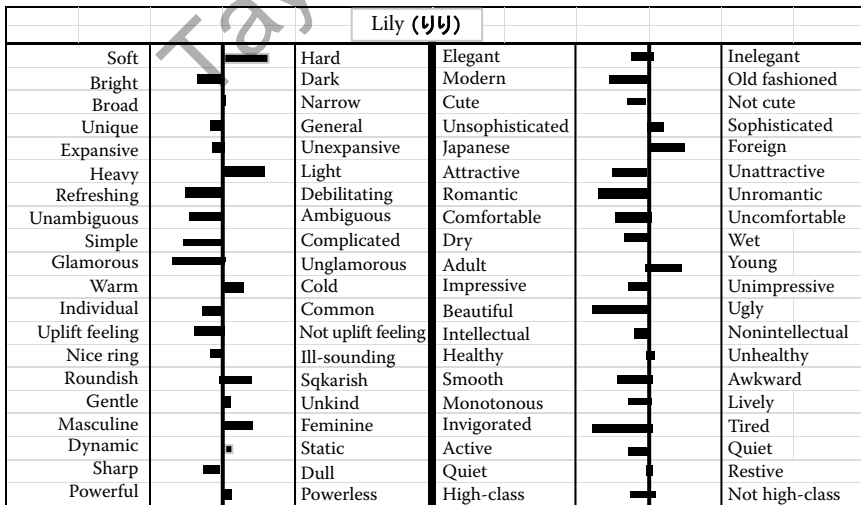 Tay
Lily (りり)
Soft Hard Elegant Inelegant
Bright Dark Modern Old fashioned
Broad Narrow Cute Not cute
Unique General Unsophisticated Sophisticated
Expansive Unexpansive Japanese Foreign
Heavy Light Attractive Unattractive
Refreshing Debilitating Romantic Unromantic
Unambiguous Ambiguous Comfortable Uncomfortable
Simple Complicated Dry Wet
Glamorous Unglamorous Adult Young
Warm Cold Impressive Unimpressive
Individual Common Beautiful Ugly
Uplift feeling Not uplift feeling Intellectual Nonintellectual
Nice ring Ill-sounding Healthy Unhealthy
Roundish Sqkarish Smooth Awkward
Gentle Unkind Monotonous Lively
Masculine Feminine Invigorated Tired
Dynamic Static Active Quiet
Sharp Dull Quiet Restive
Powerful Powerless High-class Not high-class